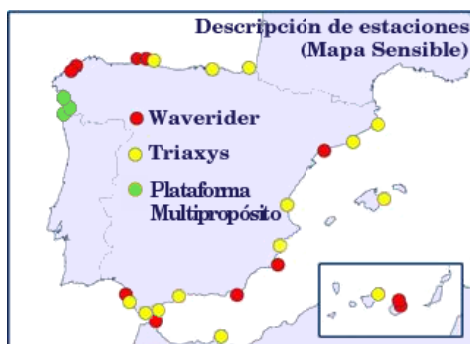 Descripción de estaciones
(Mapa Sensible)
Waverider
Triaxys
Plataforma
Multipropósito